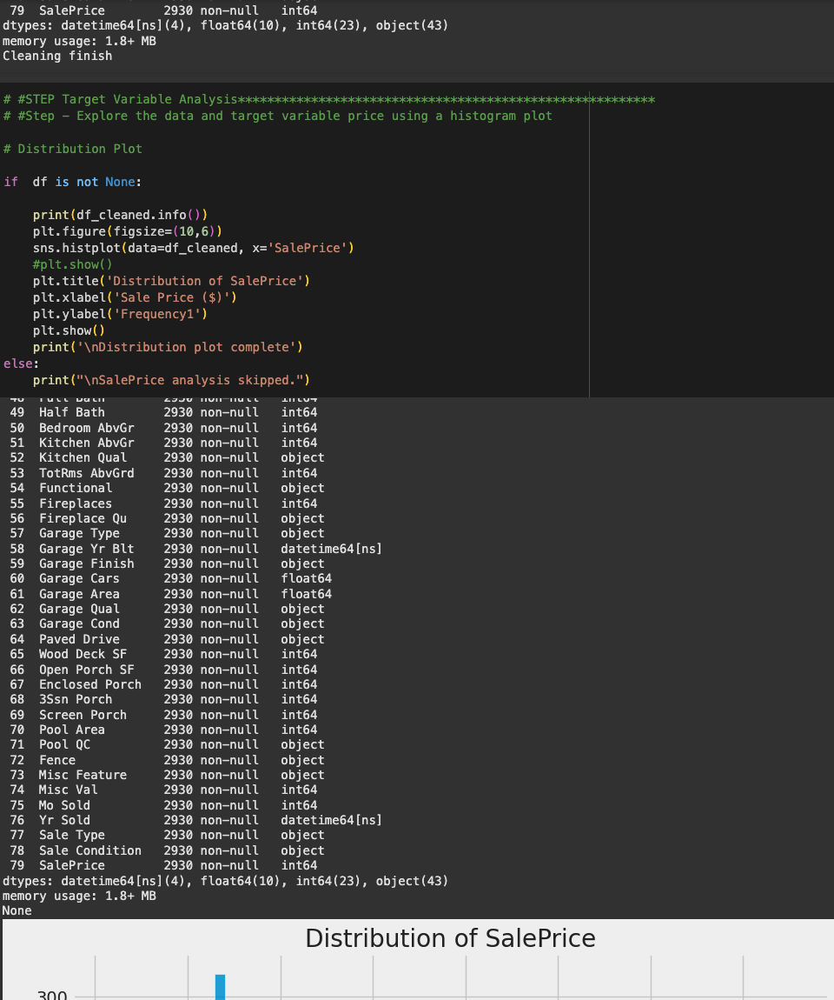 79 SalePrice 2930 non-null int64
dtypes: datetime64[ns](4), float64(10), int64(23), object(43)
memory usage: 1.8+ MB
Cleaning finish
# #STEP Target Variable Analysis*********************************************************
# #Step – Explore the data and target variable price using a histogram plot
# Distribution Plot
if  df is not None:
    print(df_cleaned.info())
    plt.figure(figsize=(10,6))
    sns.histplot(data=df_cleaned, x='SalePrice')
    #plt.show()
    plt.title('Distribution of SalePrice')
    plt.xlabel('Sale Price ($)')
    plt.ylabel('Frequency1')
    plt.show()
    print('\nDistribution plot complete')
else:
    print("\nSalePrice analysis skipped.")
48 Full Bath 2930 non-null int64
49 Half Bath 2930 non-null int64
50 Bedroom AbvGr 2930 non-null int64
51 Kitchen AbvGr 2930 non-null int64
52 Kitchen Qual 2930 non-null object
53 TotRms AbvGrd 2930 non-null int64
54 Functional 2930 non-null object
55 Fireplaces 2930 non-null int64
56 Fireplace Qu 2930 non-null object
57 Garage Type 2930 non-null object
58 Garage Yr Blt 2930 non-null datetime64[ns]
59 Garage Finish 2930 non-null object
60 Garage Cars 2930 non-null float64
61 Garage Area 2930 non-null float64
62 Garage Qual 2930 non-null object
63 Garage Cond 2930 non-null object
64 Paved Drive 2930 non-null object
65 Wood Deck SF 2930 non-null int64
66 Open Porch SF 2930 non-null int64
67 Enclosed Porch 2930 non-null int64
68 3Ssn Porch 2930 non-null int64
69 Screen Porch 2930 non-null int64
70 Pool Area 2930 non-null int64
71 Pool QC 2930 non-null object
72 Fence 2930 non-null object
73 Misc Feature 2930 non-null object
74 Misc Val 2930 non-null int64
75 Mo Sold 2930 non-null int64
76 Yr Sold 2930 non-null datetime64[ns]
77 Sale Type 2930 non-null object
78 Sale Condition 2930 non-null object
79 SalePrice 2930 non-null int64
dtypes: datetime64[ns](4), float64(10), int64(23), object(43)
memory usage: 1.8+ MB
None
Distribution of SalePrice
300